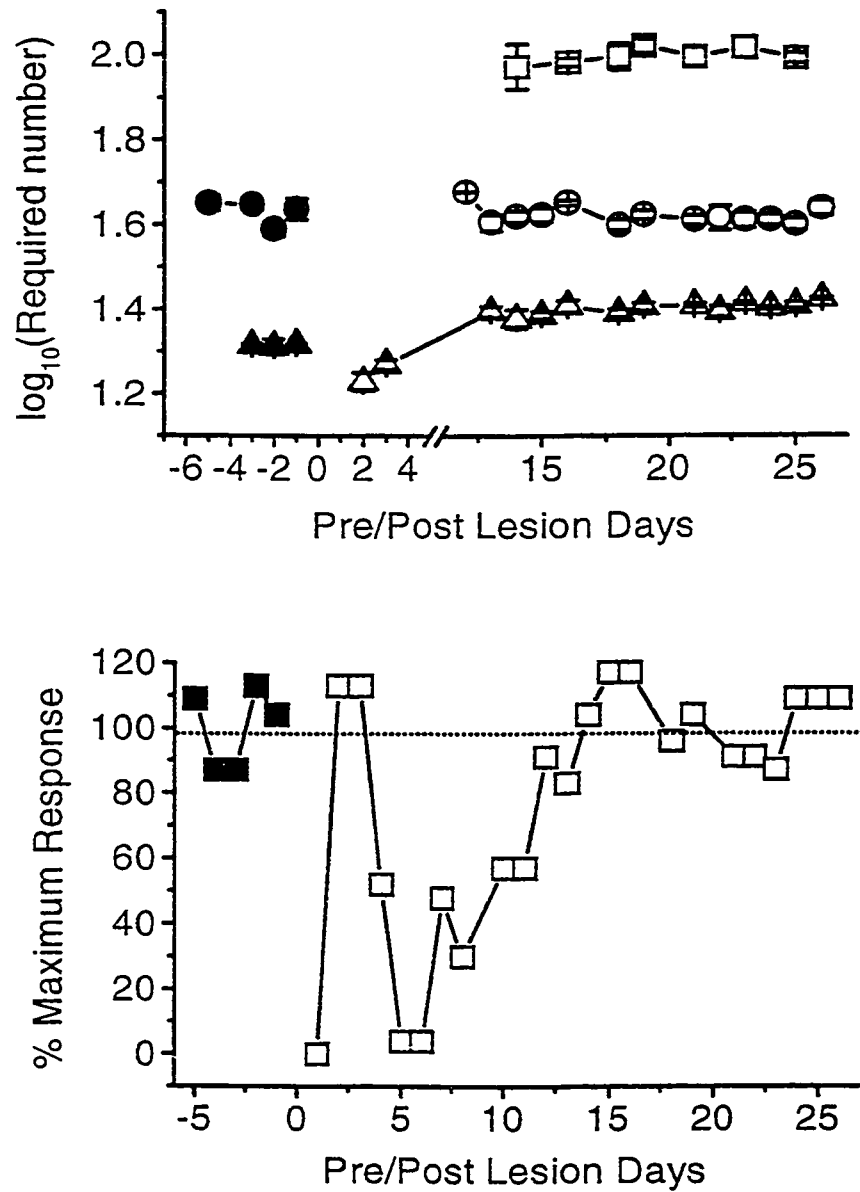 log₁₀(Required number)
2.0
1.8
1.6
1.4
1.2
-6 -4 -2 0 2 4 15 20 25
Pre/Post Lesion Days
% Maximum Response
120
100
80
60
40
20
0
-5 0 5 10 15 20 25
Pre/Post Lesion Days